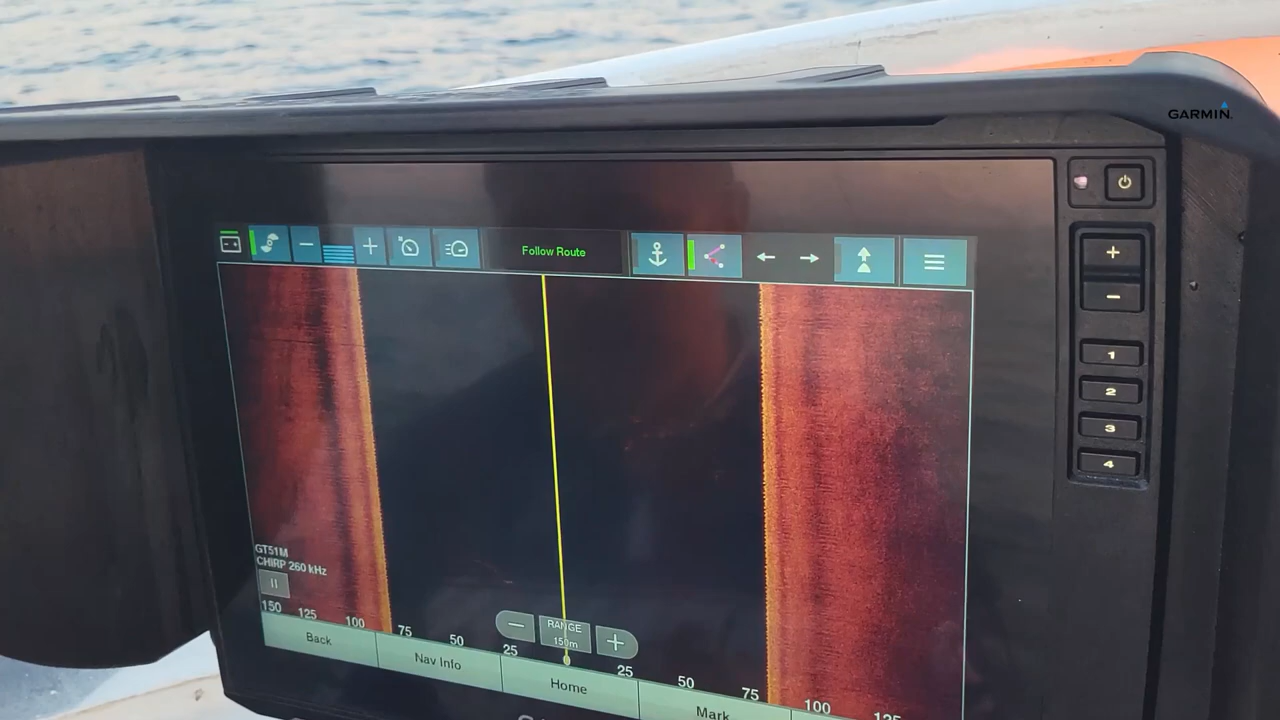 GARMIN
Follow Route
+
−
1
2
3
4
GT51M
CHIRP 260 kHz
150 125 100 75 50 25 25 50 75 100 125
RANGE
150m
Back
Nav Info
Home
Mark